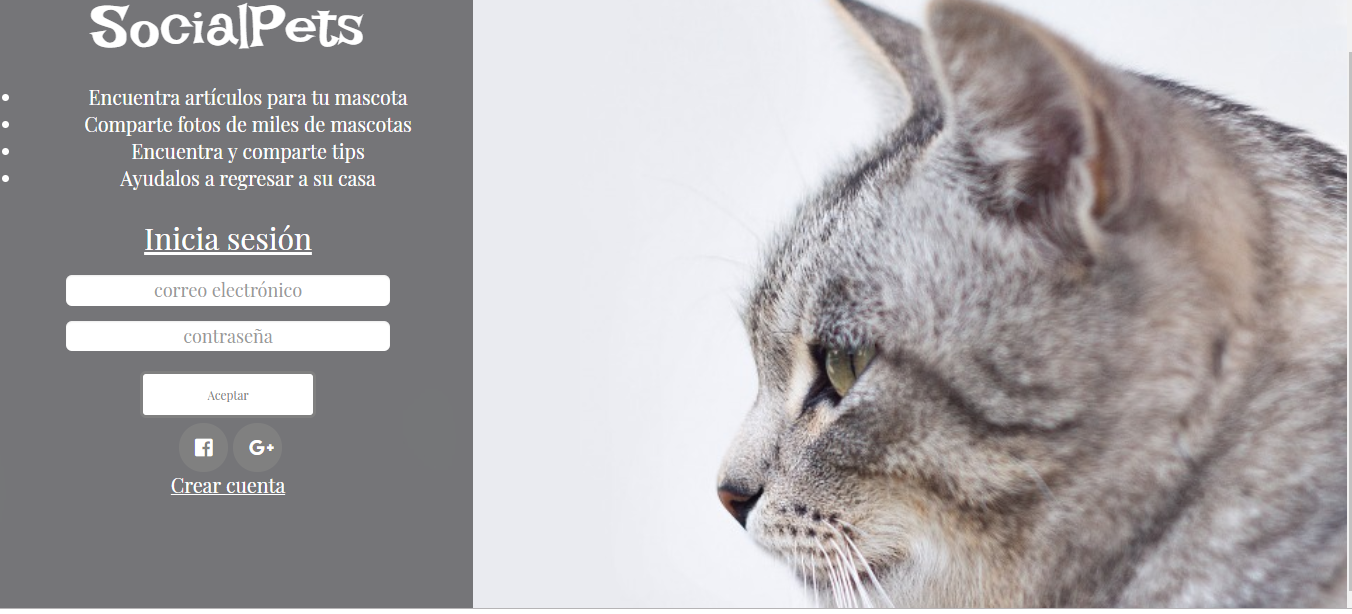 SocialPets
Encuentra artículos para tu mascota
Comparte fotos de miles de mascotas
Encuentra y comparte tips
Ayudalos a regresar a su casa
Inicia sesión
correo electrónico
contraseña
Aceptar
G+
Crear cuenta